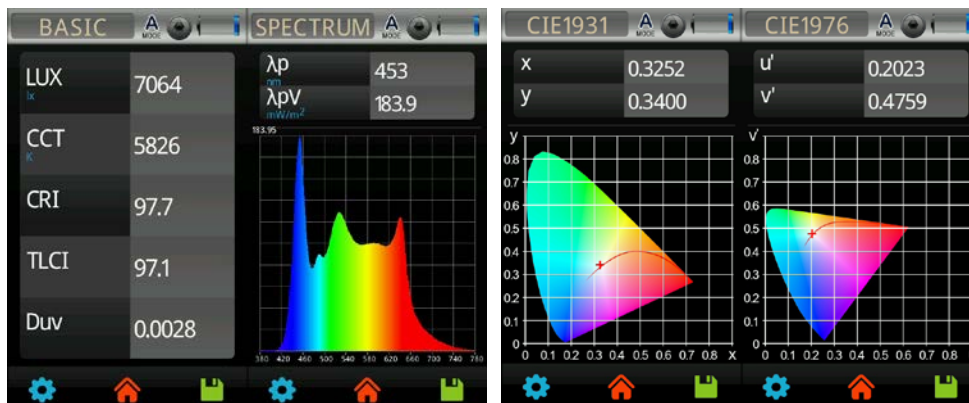 BASIC
A
MODE
LUX
lx
7064
CCT
K
5826
CRI
97.7
TLCI
97.1
Duv
0.0028
SPECTRUM
A
MODE
λp
nm
453
λpV
mW/m²
183.9
183.95
380 420 460 500 540 580 620 660 700 740 780
CIE1931
A
MODE
x
0.3252
y
0.3400
y
0.8
0.7
0.6
0.5
0.4
0.3
0.2
0.1
0 0.1 0.2 0.3 0.4 0.5 0.6 0.7 0.8 x
CIE1976
A
MODE
u'
0.2023
v'
0.4759
v'
0.8
0.7
0.6
0.5
0.4
0.3
0.2
0.1
0 0.1 0.2 0.3 0.4 0.5 0.6 0.7 0.8